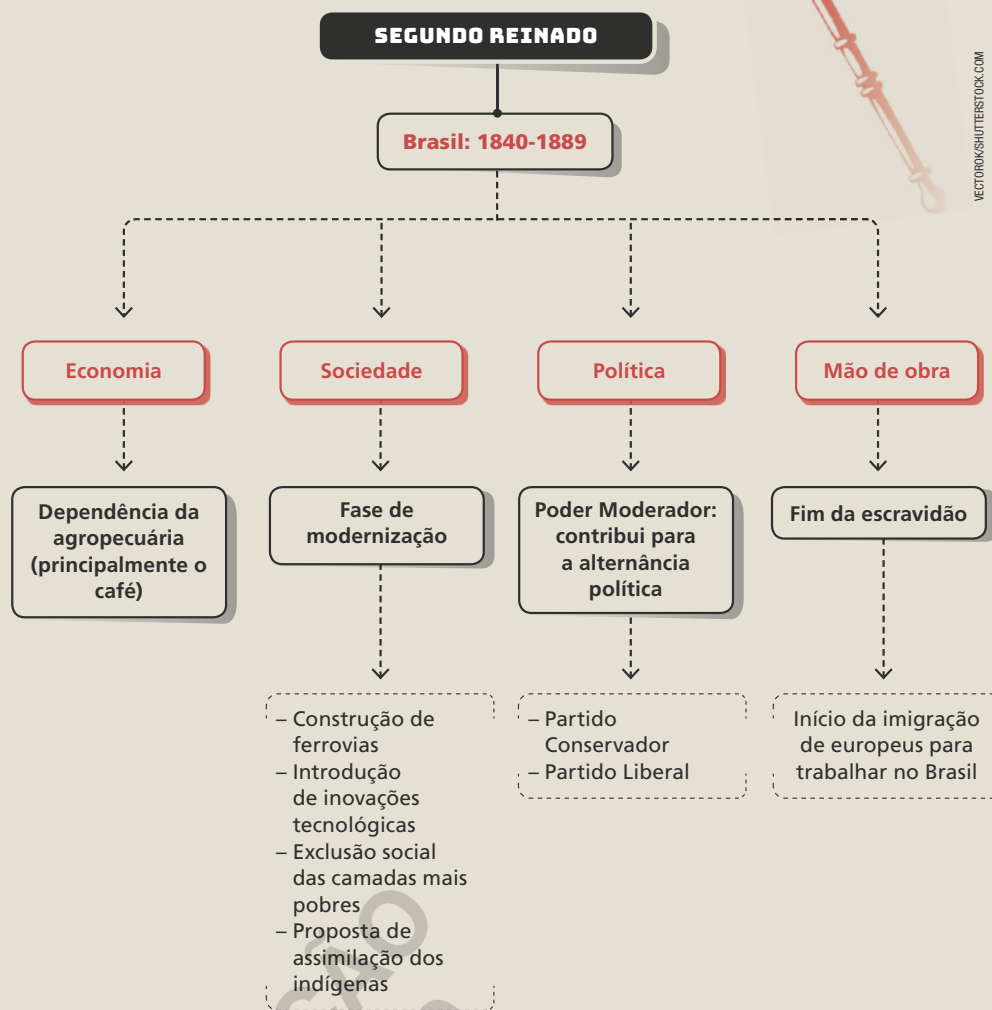 SEGUNDO REINADO
Brasil: 1840-1889
VECTOROK/SHUTTERSTOCK.COM
Economia
Dependência da
agropecuária
(principalmente o
café)
Sociedade
Fase de
modernização
– Construção de
ferrovias
– Introdução
de inovações
tecnológicas
– Exclusão social
das camadas mais
pobres
– Proposta de
assimilação dos
indígenas
Política
Poder Moderador:
contribui para
a alternância
política
– Partido
Conservador
– Partido Liberal
Mão de obra
Fim da escravidão
Início da imigração
de europeus para
trabalhar no Brasil